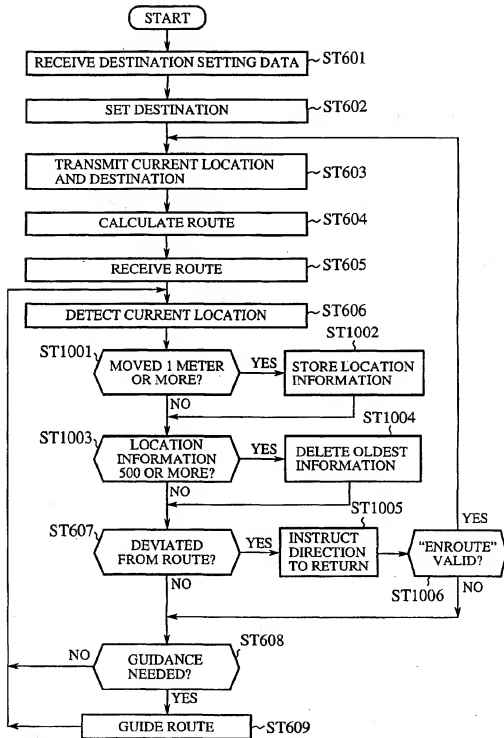 START
RECEIVE DESTINATION SETTING DATA
ST601
SET DESTINATION
ST602
TRANSMIT CURRENT LOCATION
AND DESTINATION
ST603
CALCULATE ROUTE
ST604
RECEIVE ROUTE
ST605
DETECT CURRENT LOCATION
ST606
ST1001
MOVED 1 METER
OR MORE?
YES
NO
ST1002
STORE LOCATION
INFORMATION
ST1003
LOCATION
INFORMATION
500 OR MORE?
YES
NO
ST1004
DELETE OLDEST
INFORMATION
ST607
DEVIATED
FROM ROUTE?
YES
NO
ST1005
INSTRUCT
DIRECTION
TO RETURN
YES
"ENROUTE"
VALID?
NO
ST1006
ST608
NO
GUIDANCE
NEEDED?
YES
GUIDE ROUTE
ST609